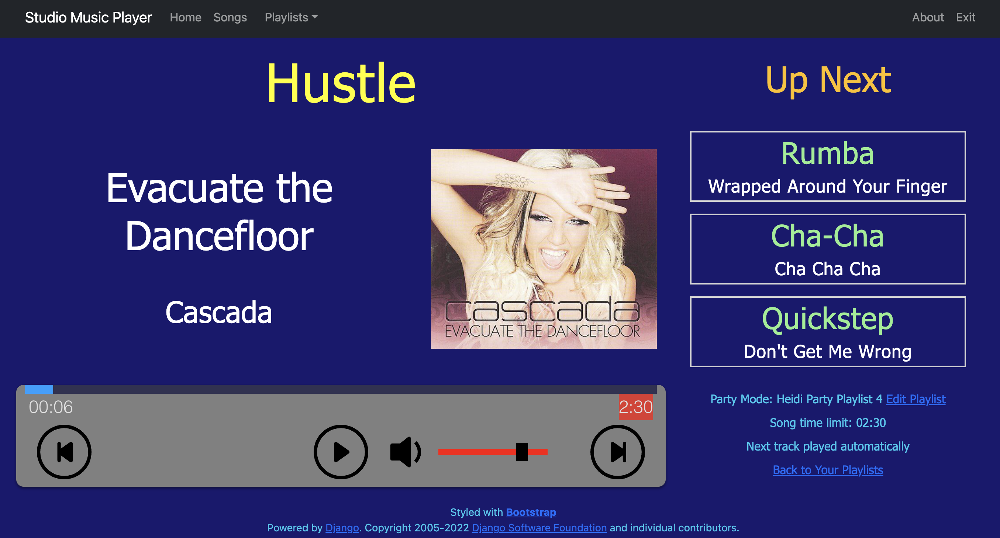 Studio Music Player Home Songs Playlists About Exit
Hustle
Evacuate the
Dancefloor
Cascada
cascada
EVACUATE THE DANCEFLOOR
00:06 2:30
Up Next
Rumba
Wrapped Around Your Finger
Cha-Cha
Cha Cha Cha
Quickstep
Don't Get Me Wrong
Party Mode: Heidi Party Playlist 4 Edit Playlist
Song time limit: 02:30
Next track played automatically
Back to Your Playlists
Styled with Bootstrap
Powered by Django. Copyright 2005-2022 Django Software Foundation and individual contributors.